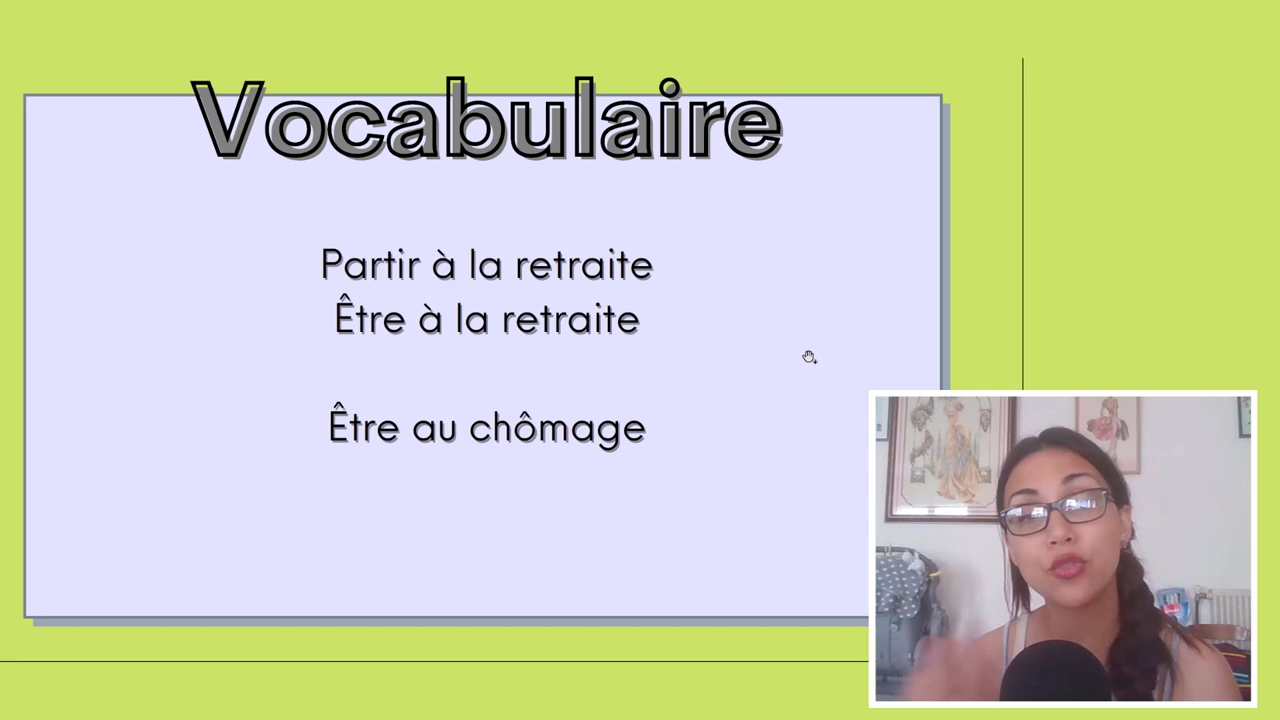 Vocabulaire
Partir à la retraite
Être à la retraite
Être au chômage